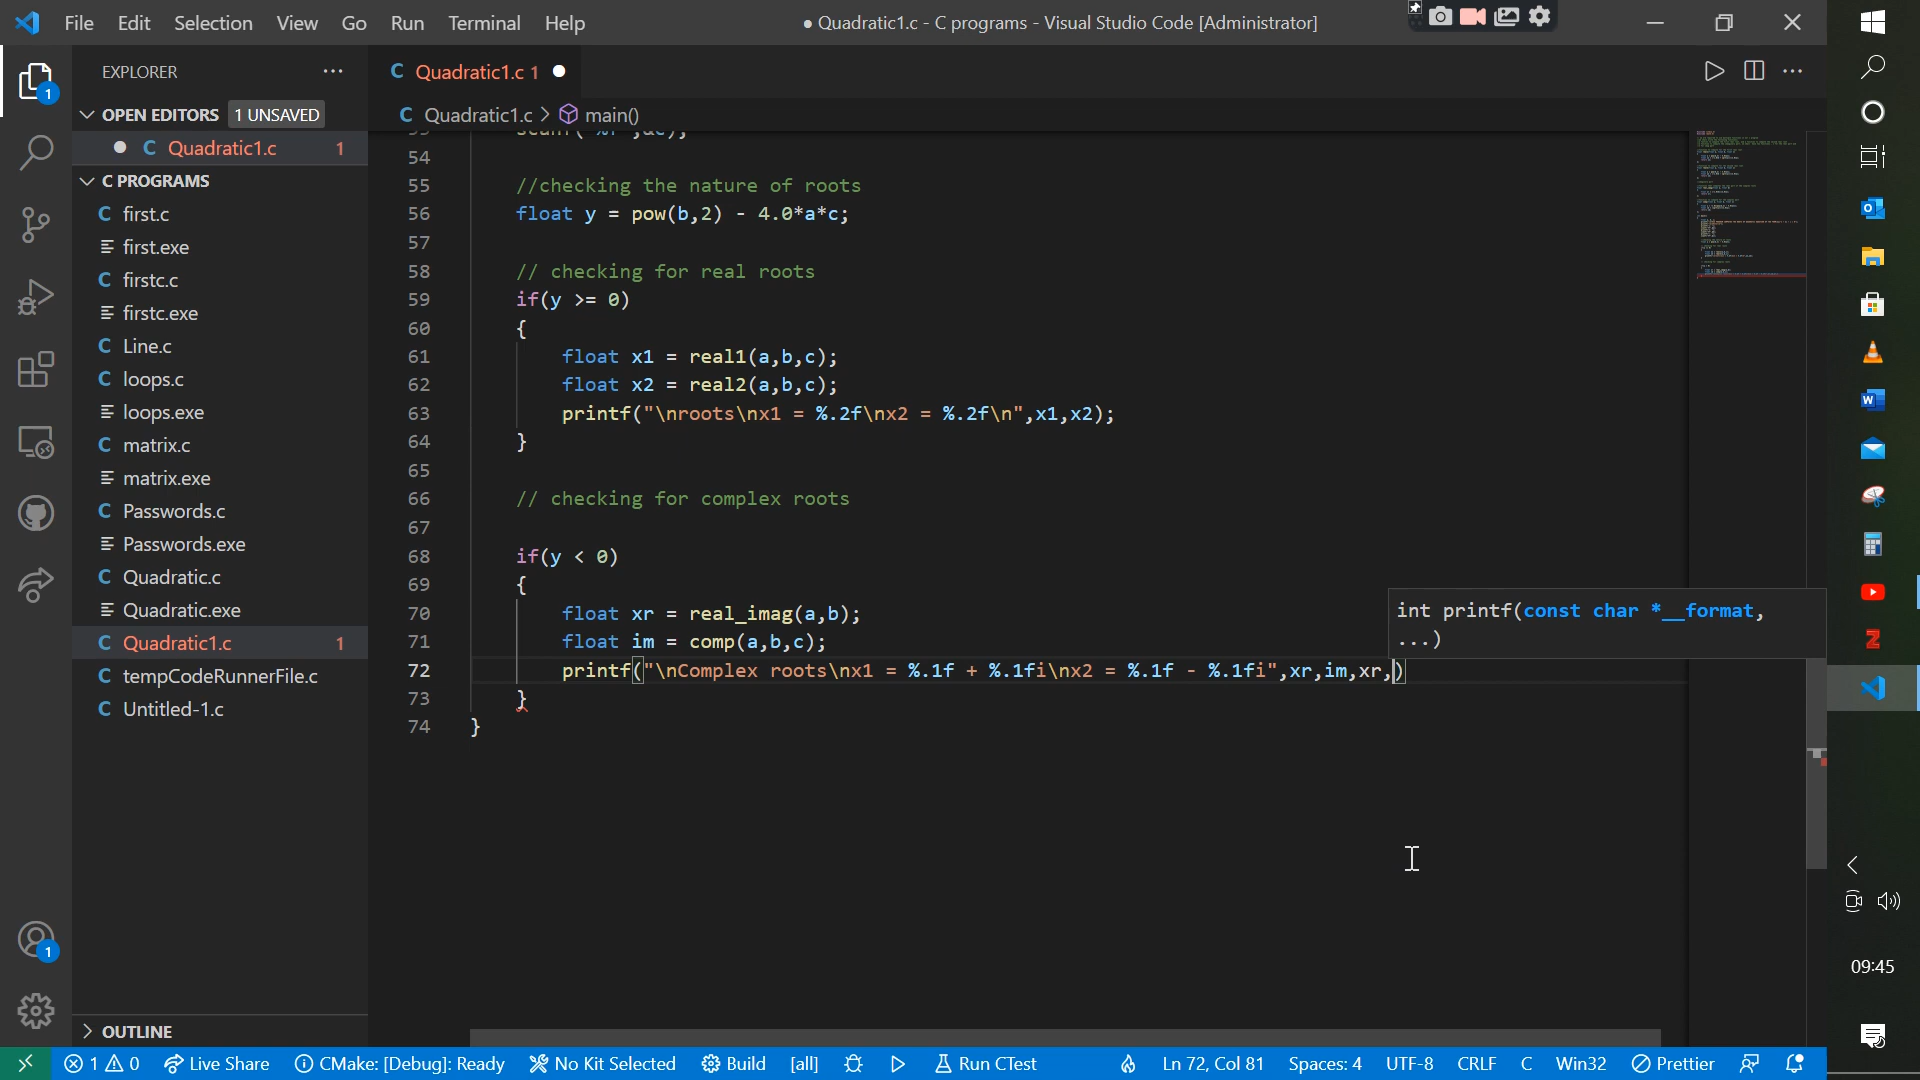 File Edit Selection View Go Run Terminal Help
● Quadratic1.c - C programs - Visual Studio Code [Administrator]
EXPLORER
Quadratic1.c 1
OPEN EDITORS 1 UNSAVED
Quadratic1.c > main()
C Quadratic1.c 1
C PROGRAMS
C first.c
first.exe
C firstc.c
firstc.exe
C Line.c
C loops.c
loops.exe
C matrix.c
matrix.exe
C Passwords.c
Passwords.exe
C Quadratic.c
Quadratic.exe
C Quadratic1.c 1
C tempCodeRunnerFile.c
C Untitled-1.c
OUTLINE
54
55 //checking the nature of roots
56 float y = pow(b,2) - 4.0*a*c;
57
58 // checking for real roots
59 if(y >= 0)
60 {
61 float x1 = real1(a,b,c);
62 float x2 = real2(a,b,c);
63 printf("\nroots\nx1 = %.2f\nx2 = %.2f\n",x1,x2);
64 }
65
66 // checking for complex roots
67
68 if(y < 0)
69 {
70 float xr = real_imag(a,b);
71 float im = comp(a,b,c);
72 printf("\nComplex roots\nx1 = %.1f + %.1fi\nx2 = %.1f - %.1fi",xr,im,xr,)
73 }
74 }
int printf(const char *__format,
...)
09:45
1 0 Live Share CMake: [Debug]: Ready No Kit Selected Build [all] Run CTest Ln 72, Col 81 Spaces: 4 UTF-8 CRLF C Win32 Prettier